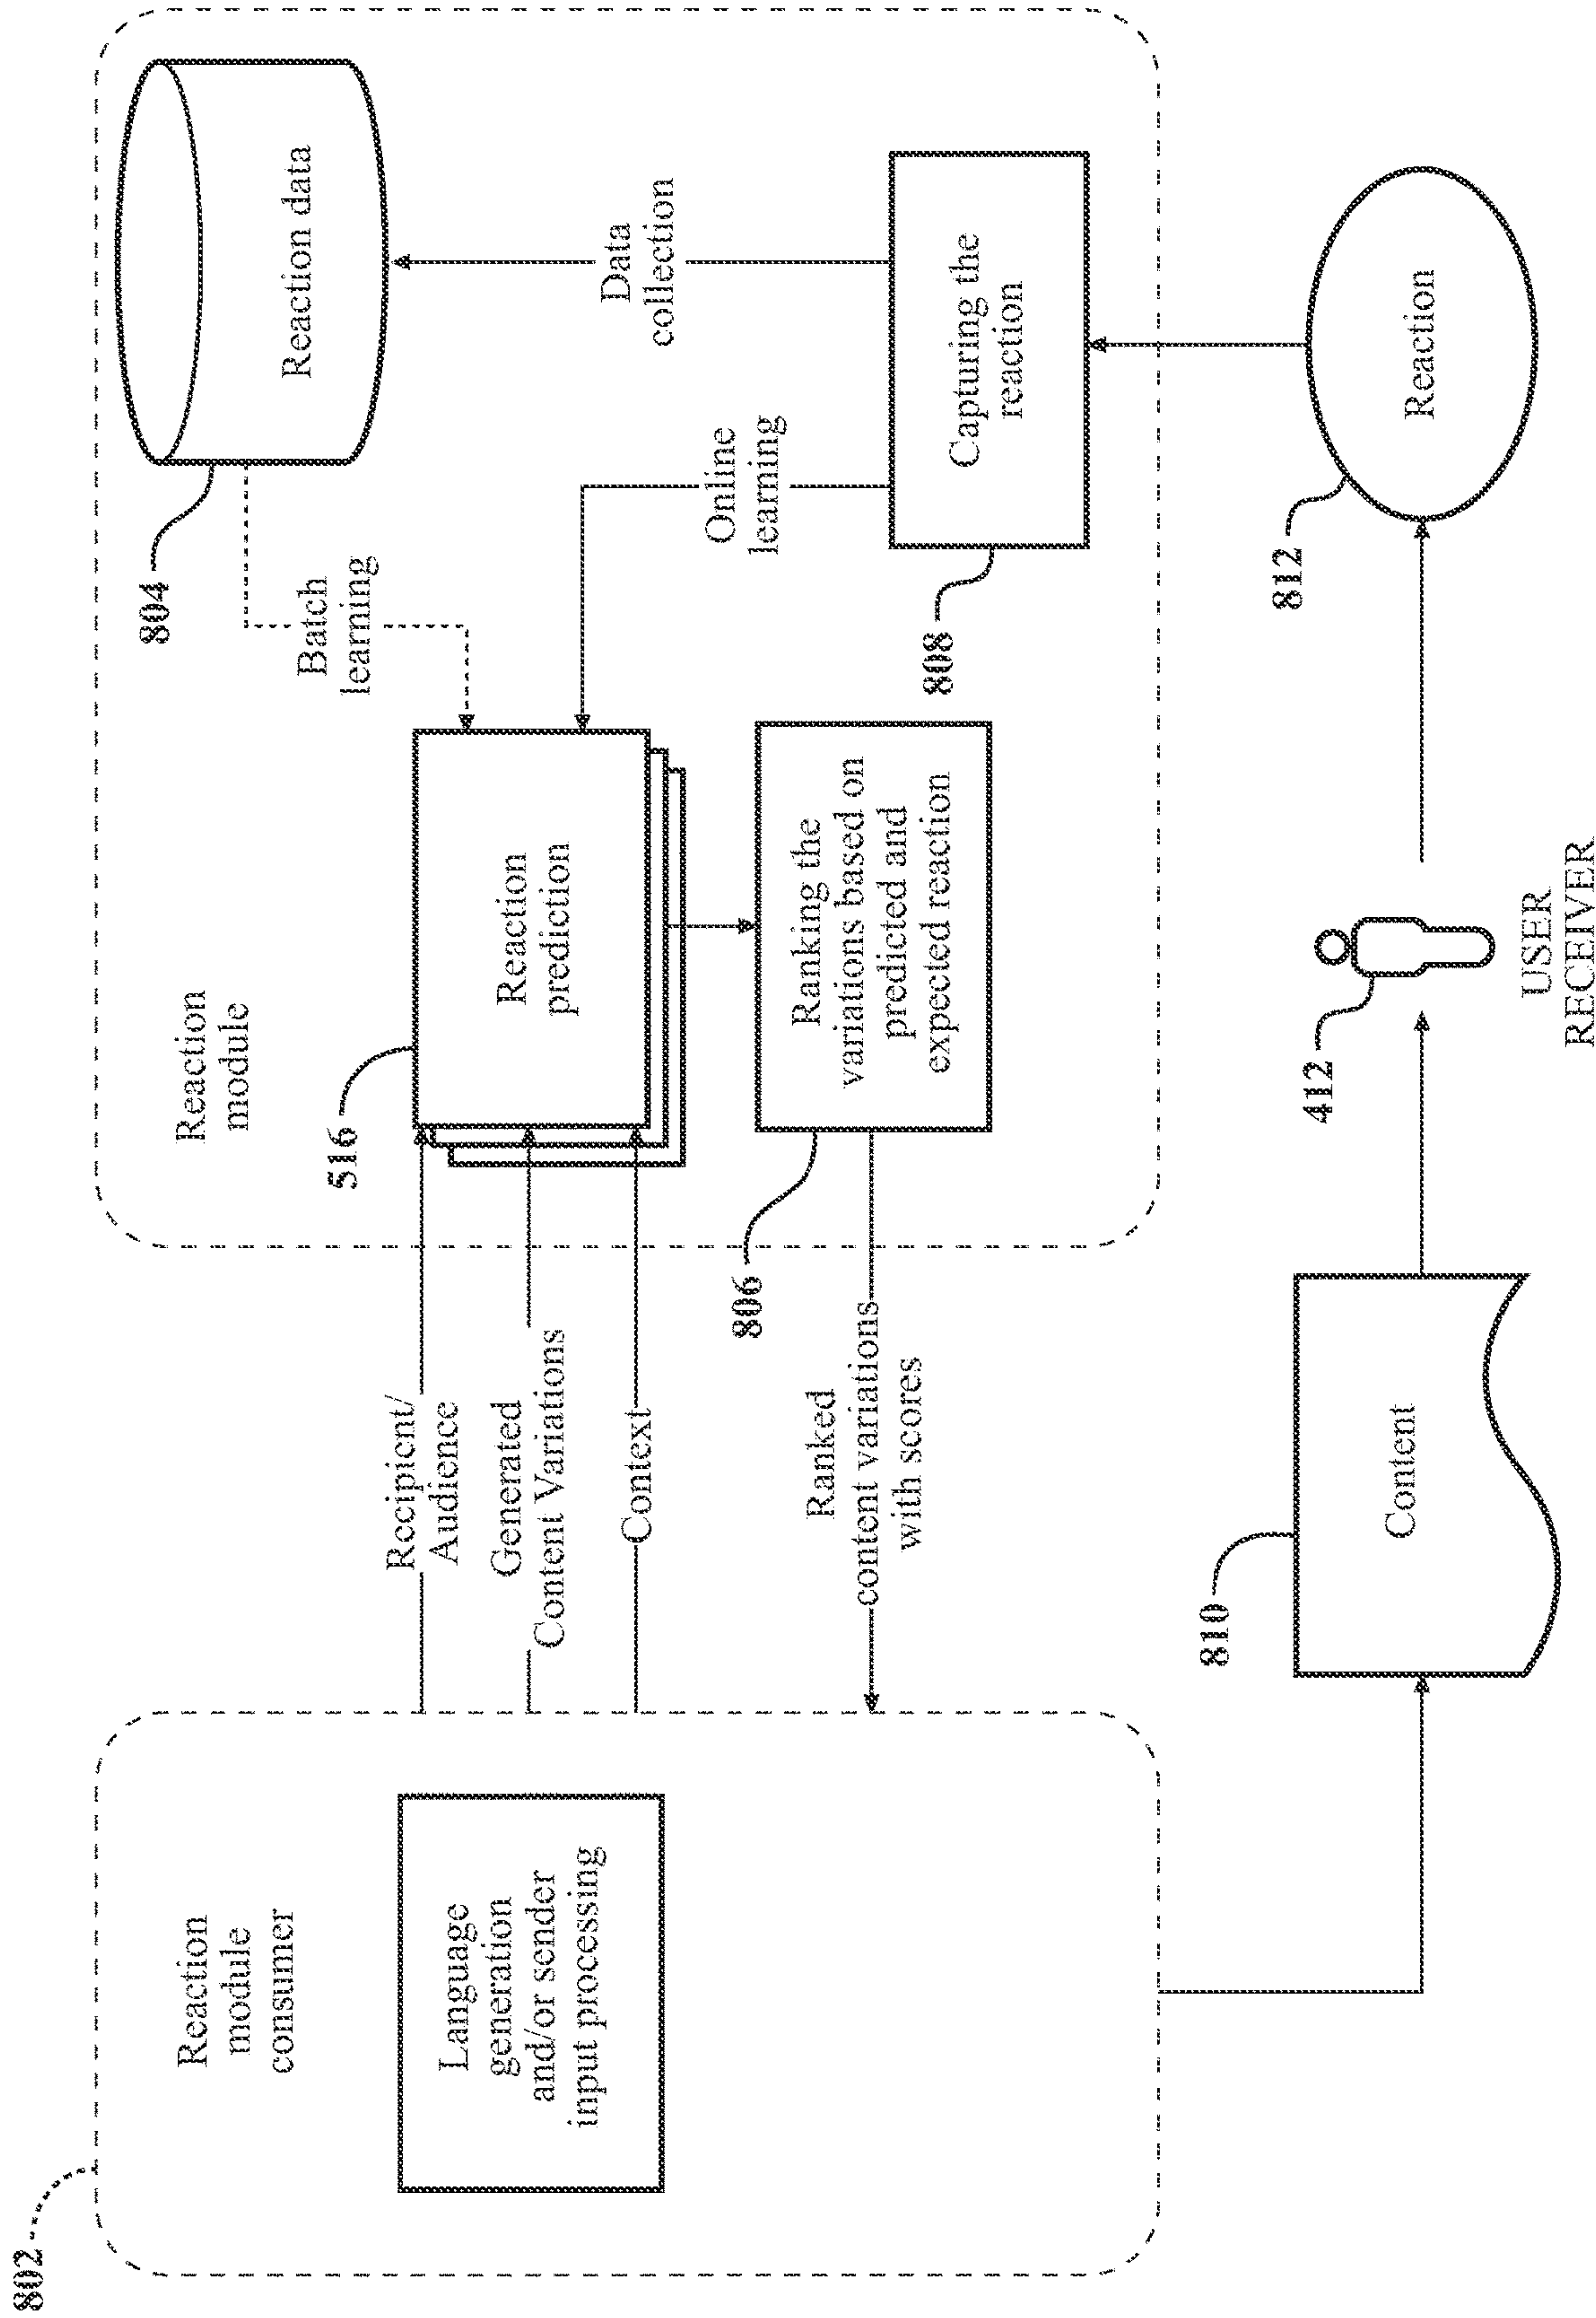 802
Reaction
module
consumer
Language
generation
and/or sender
input processing
Recipient/
Audience
Generated
Content Variations
Context
Ranked
content variations
with scores
Reaction
module
516
Reaction
prediction
806
Ranking the
variations based on
predicted and
expected reaction
Batch
learning
804
Reaction data
Online
learning
Data
collection
808
Capturing the
reaction
810
Content
412
USER
RECEIVER
812
Reaction